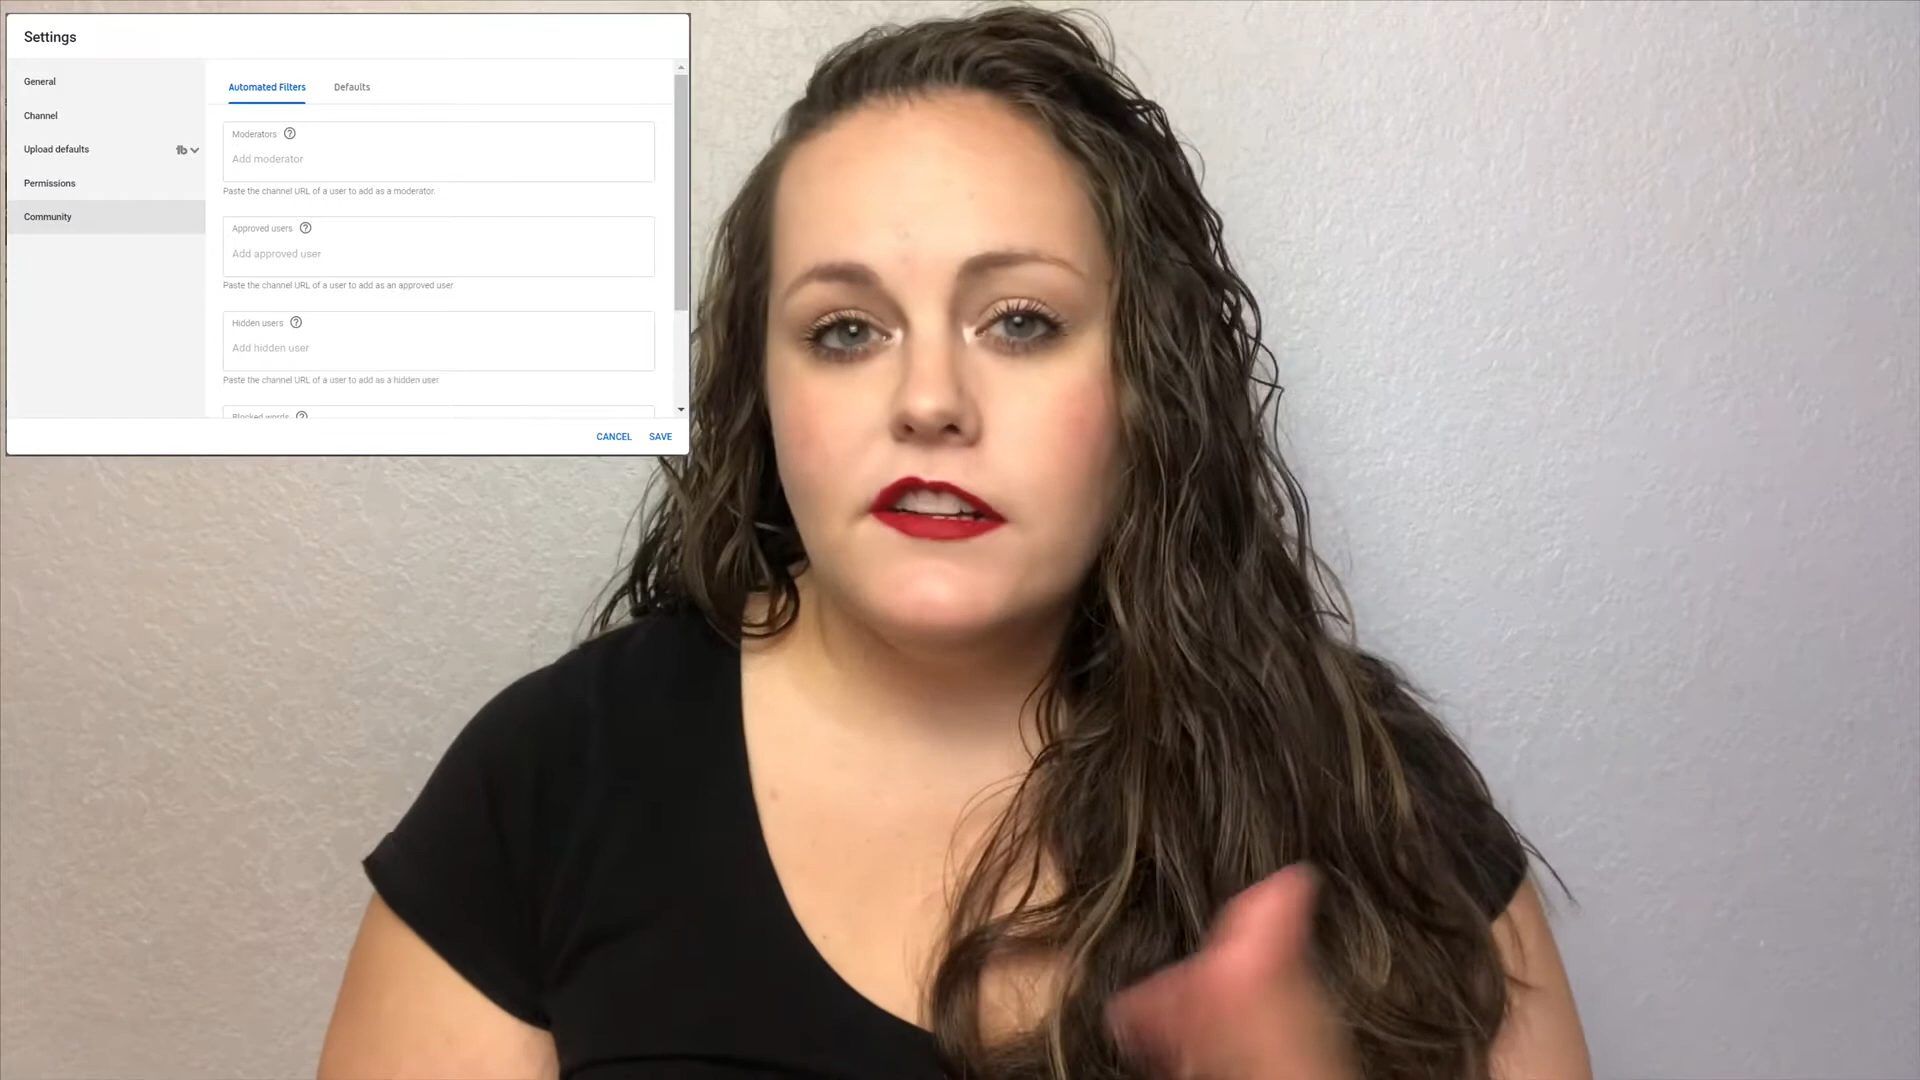 Settings
General
Channel
Upload defaults
Permissions
Community
Automated Filters
Defaults
Moderators
Add moderator
Paste the channel URL of a user to add as a moderator.
Approved users
Add approved user
Paste the channel URL of a user to add as an approved user
Hidden users
Add hidden user
Paste the channel URL of a user to add as a hidden user.
Blocked words
CANCEL
SAVE